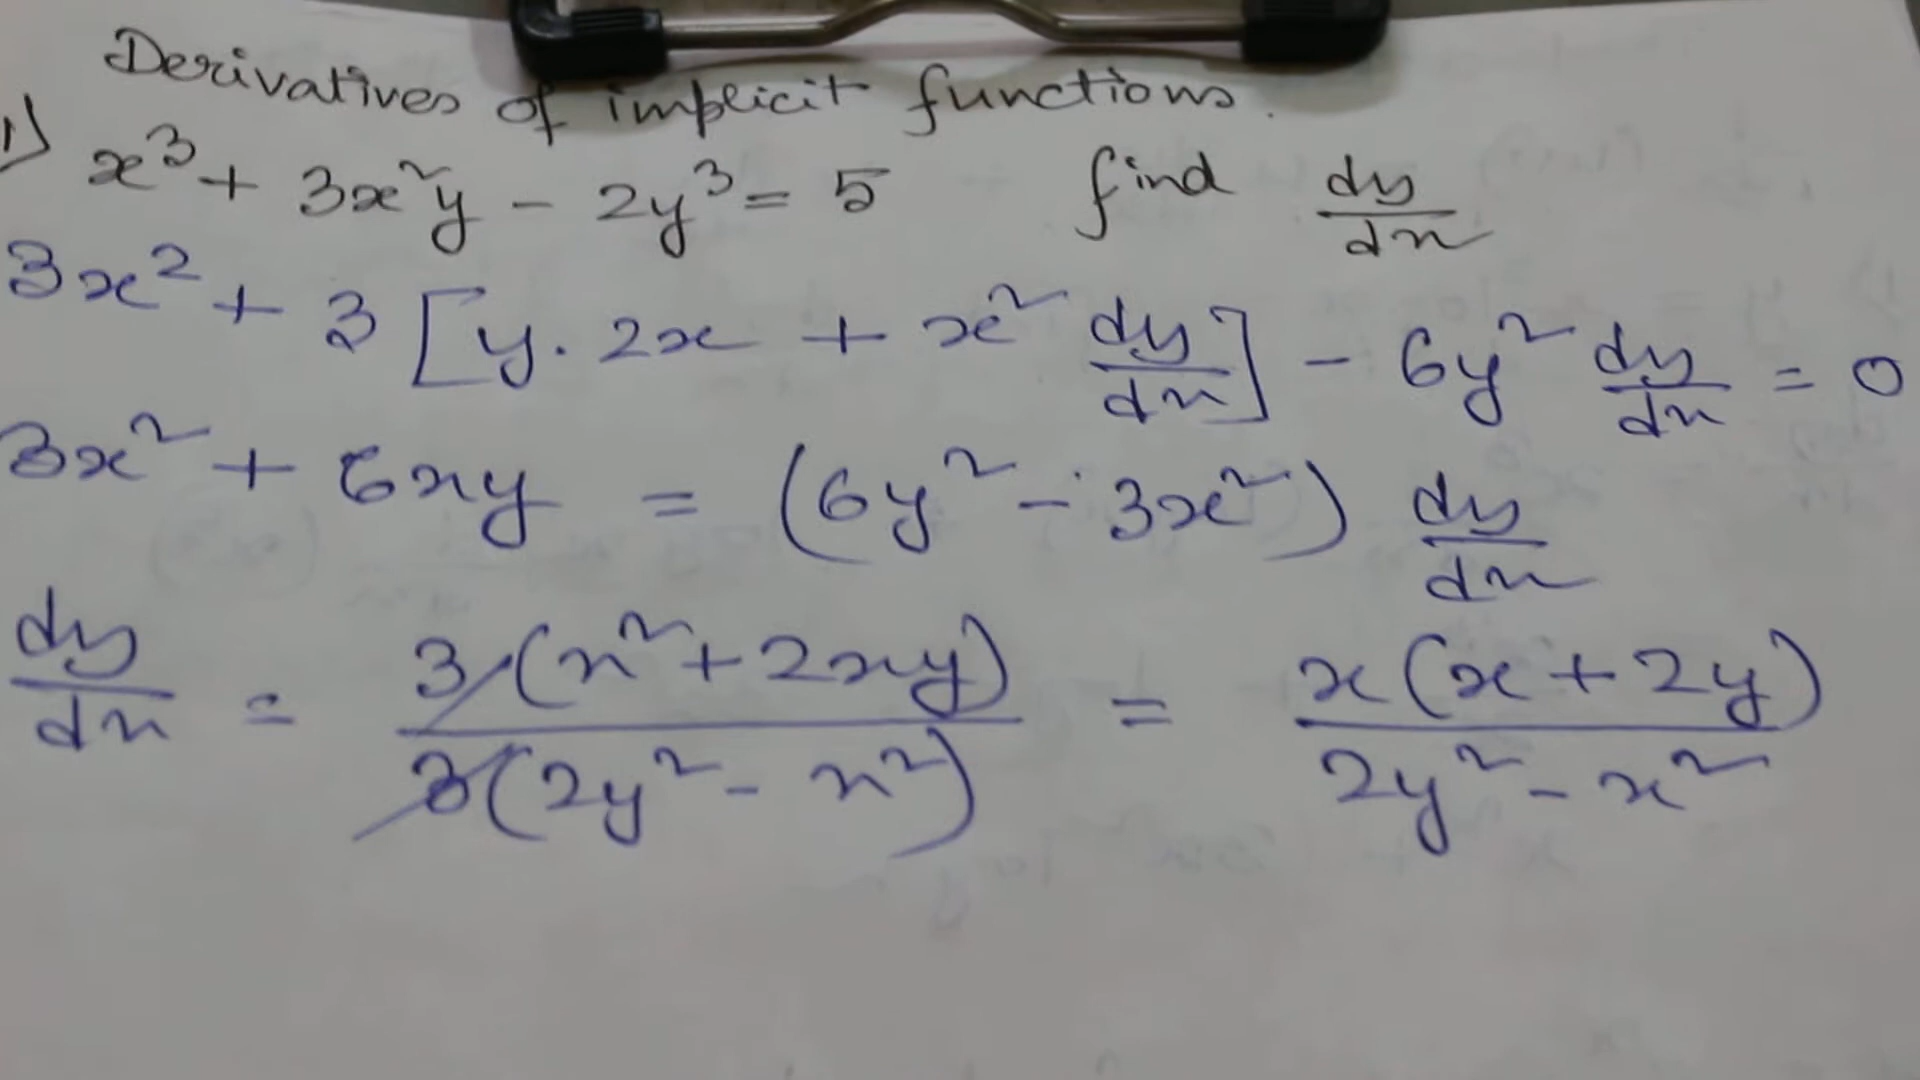 Derivatives of implicit functions.
1) x³ + 3x²y - 2y³ = 5 find dy/dx
3x² + 3[y. 2x + x² dy/dx] - 6y² dy/dx = 0
3x² + 6xy = (6y² - 3x²) dy/dx
dy/dx = 3(x² + 2xy)/3(2y² - x²) = x(x + 2y)/2y² - x²